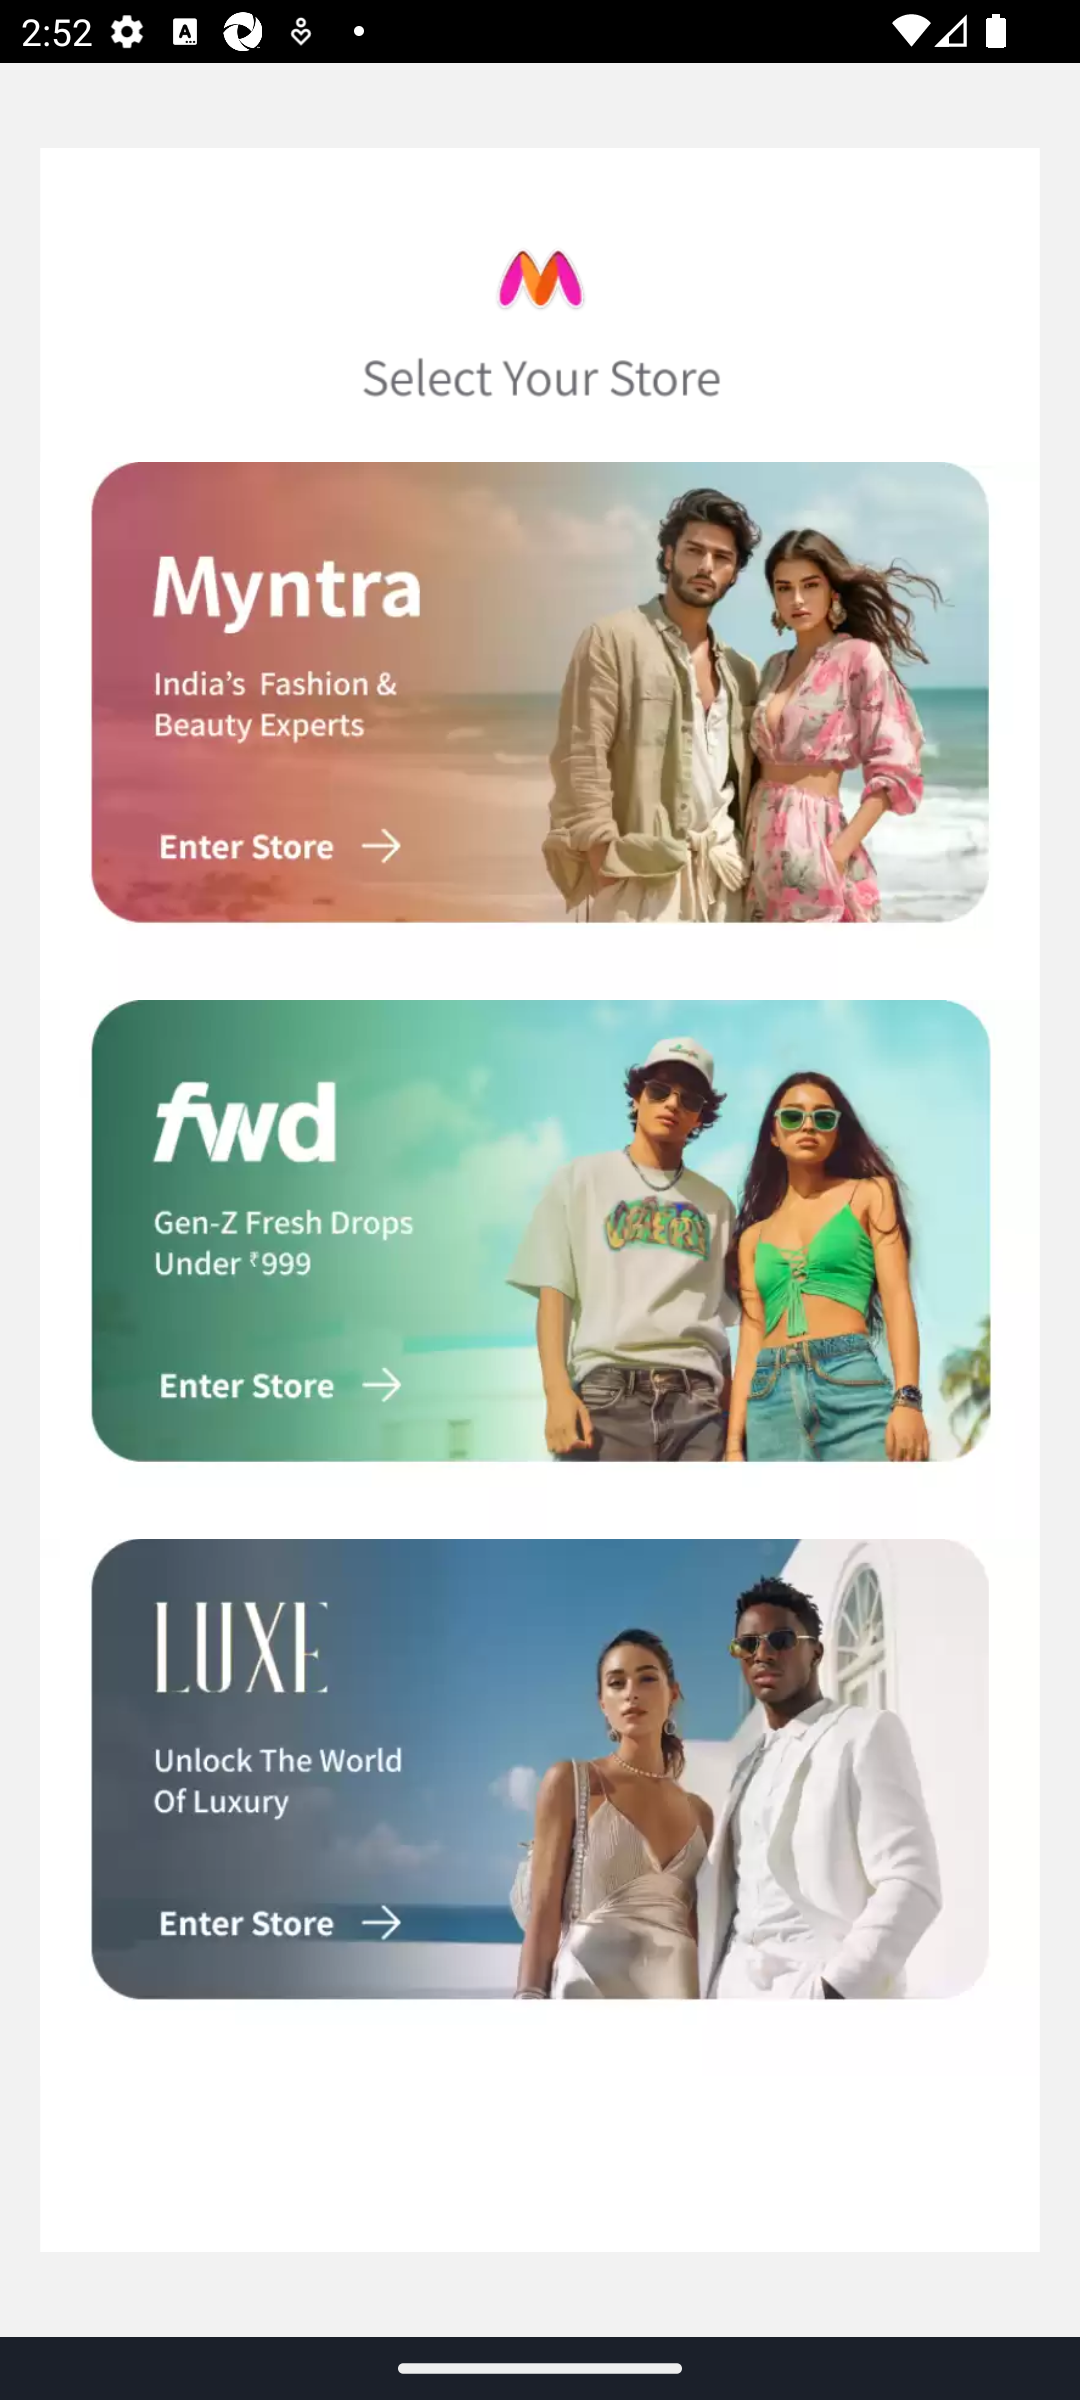 2:52
Select Your Store
Myntra
India’s Fashion &
Beauty Experts
Enter Store
fwd
Gen-Z Fresh Drops
Under ₹999
Enter Store
LUXE
Unlock The World
Of Luxury
Enter Store